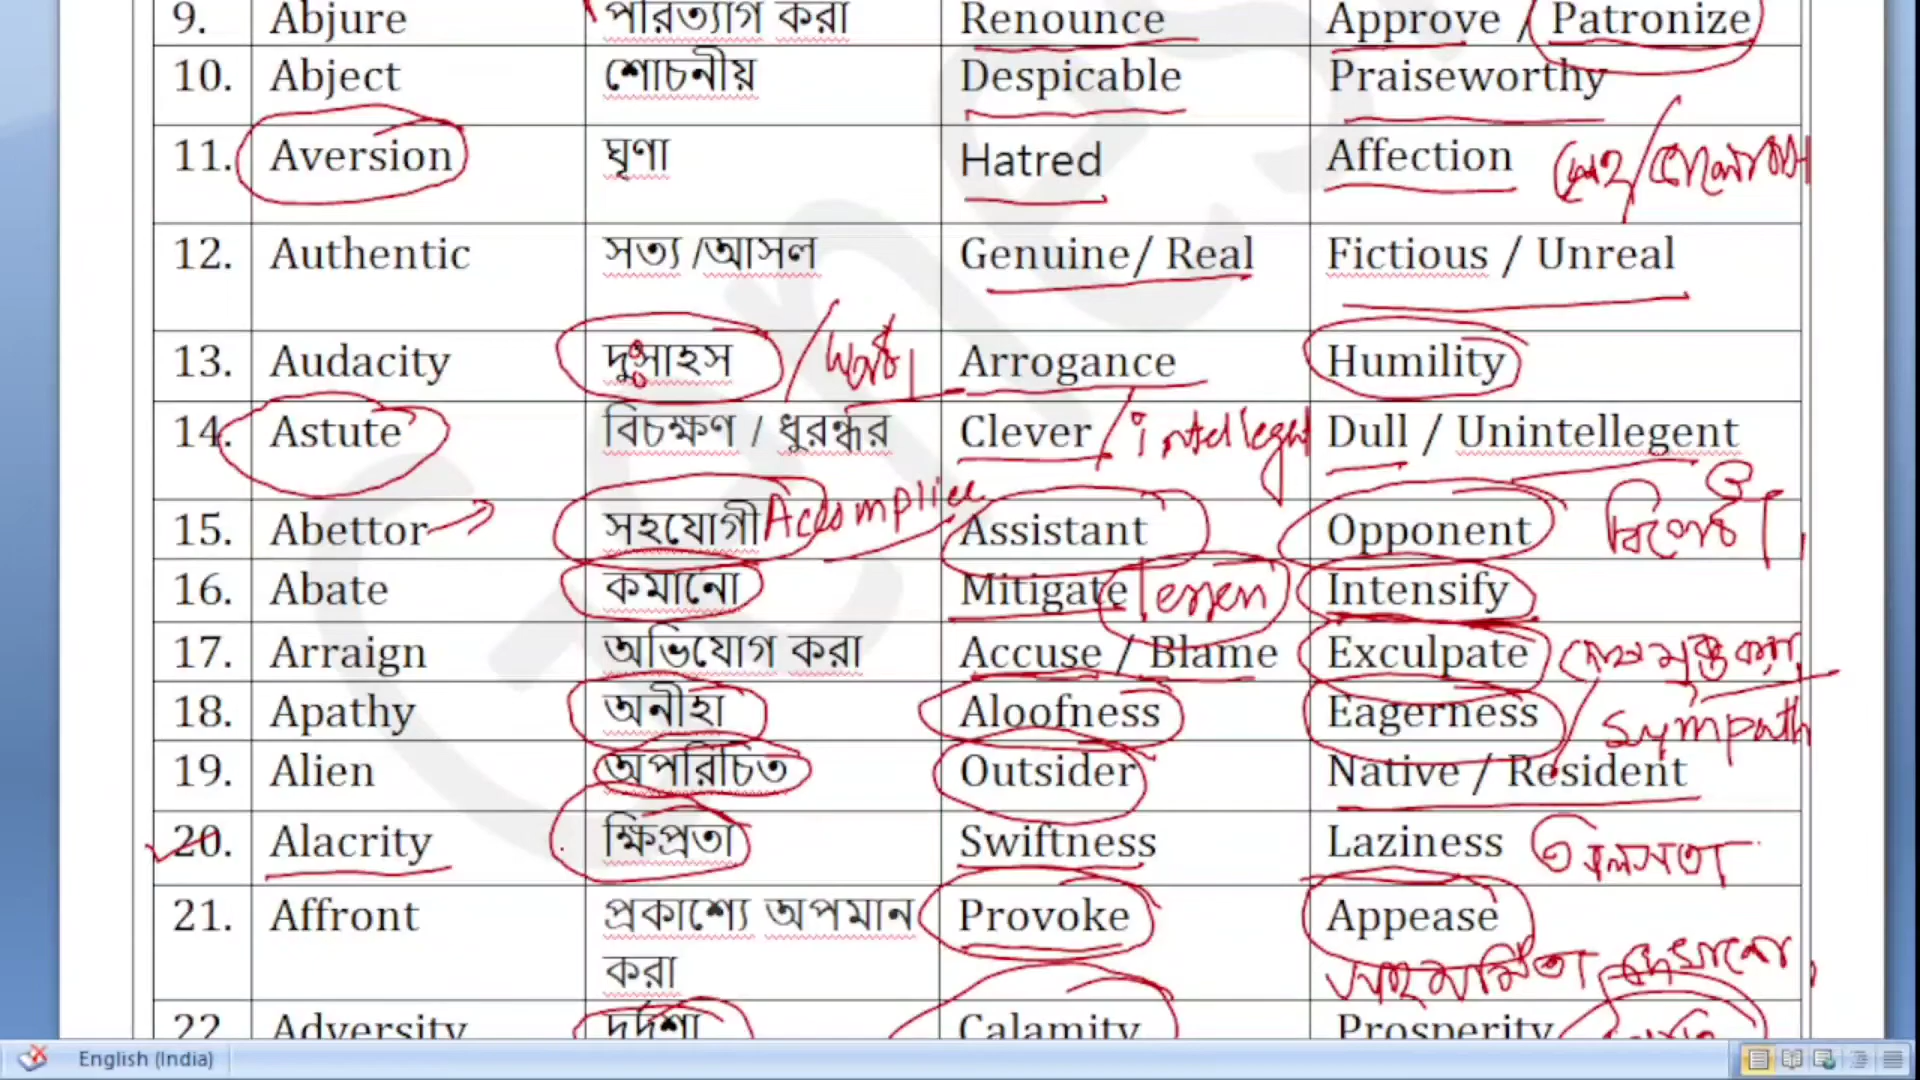 9. Abjure পরিত্যাগ করা Renounce Approve / Patronize
10. Abject শোচনীয় Despicable Praiseworthy
11. Aversion ঘৃণা Hatred Affection
12. Authentic সত্য /আসল Genuine/ Real Fictious / Unreal
13. Audacity দুঃসাহস Arrogance Humility
14. Astute বিচক্ষণ / ধুরন্ধর Clever / intellegent Dull / Unintellegent
15. Abettor সহযোগী Accomplice Assistant Opponent
16. Abate কমানো Mitigate lessen Intensify
17. Arraign অভিযোগ করা Accuse / Blame Exculpate
18. Apathy অনীহা Aloofness Eagerness / sympath
19. Alien অপরিচিত Outsider Native / Resident
20. Alacrity ক্ষিপ্রতা Swiftness Laziness অলসতা
21. Affront প্রকাশ্যে অপমান Provoke Appease
করা
22 Adversity দুর্দশা Calamity Prosperity
English (India)